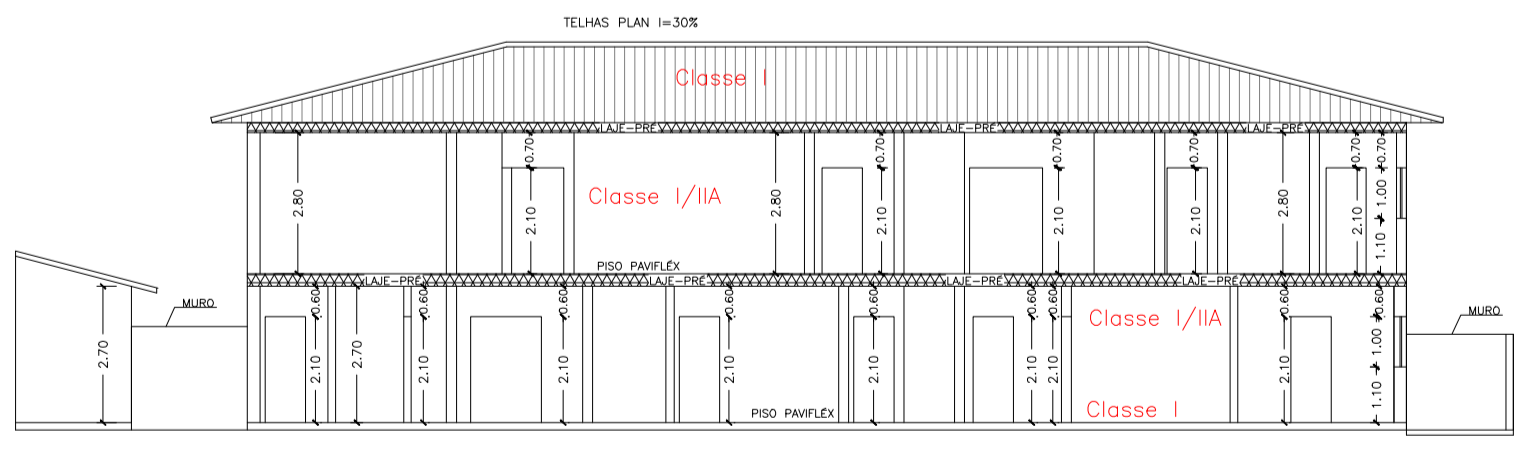 TELHAS PLAN I=30%
Classe I
LAJE-PRÉ LAJE-PRÉ LAJE-PRÉ
0.70 0.70 0.70 0.70 0.70 0.70
2.80 2.80 2.80 1.00
Classe I/IIA
2.10 2.10 2.10 2.10 2.10 1.10
PISO PAVIFLÉX
LAJE-PRÉ LAJE-PRÉ LAJE-PRÉ LAJE-PRÉ
MURO
0.60 0.60 0.60 0.60 0.60 0.60 0.60 0.60 0.60
MURO
Classe I/IIA
2.70 2.10 2.70 2.10 2.10 2.10 2.10 2.10 2.10 2.10 1.00
Classe I
1.10
PISO PAVIFLÉX